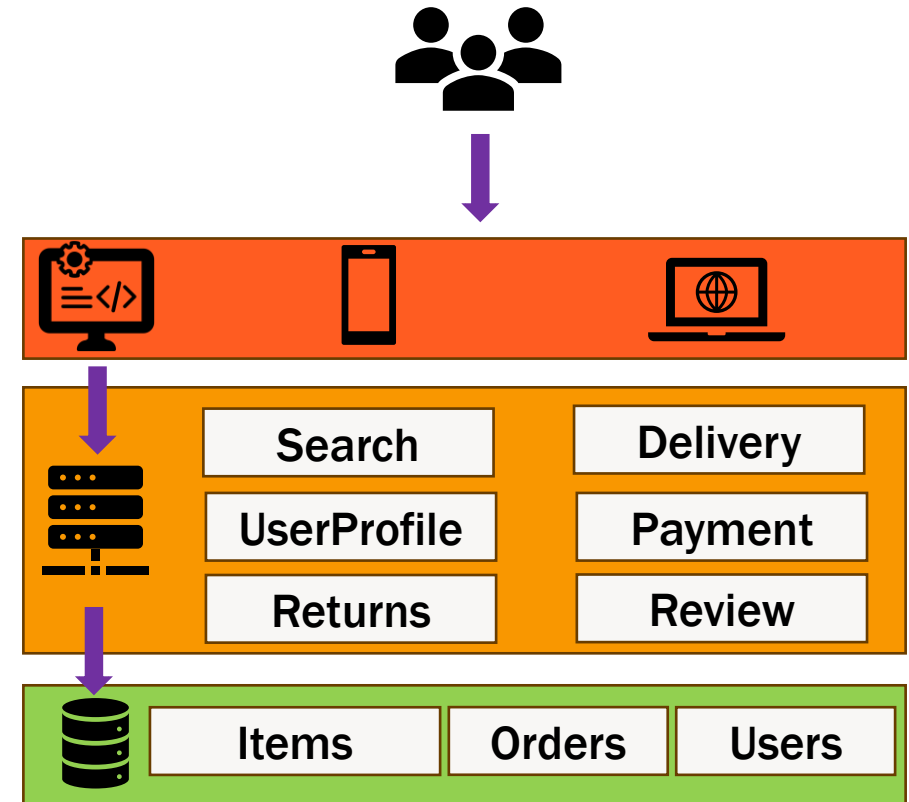 </>
Search
Delivery
UserProfile
Payment
Returns
Review
Items
Orders
Users